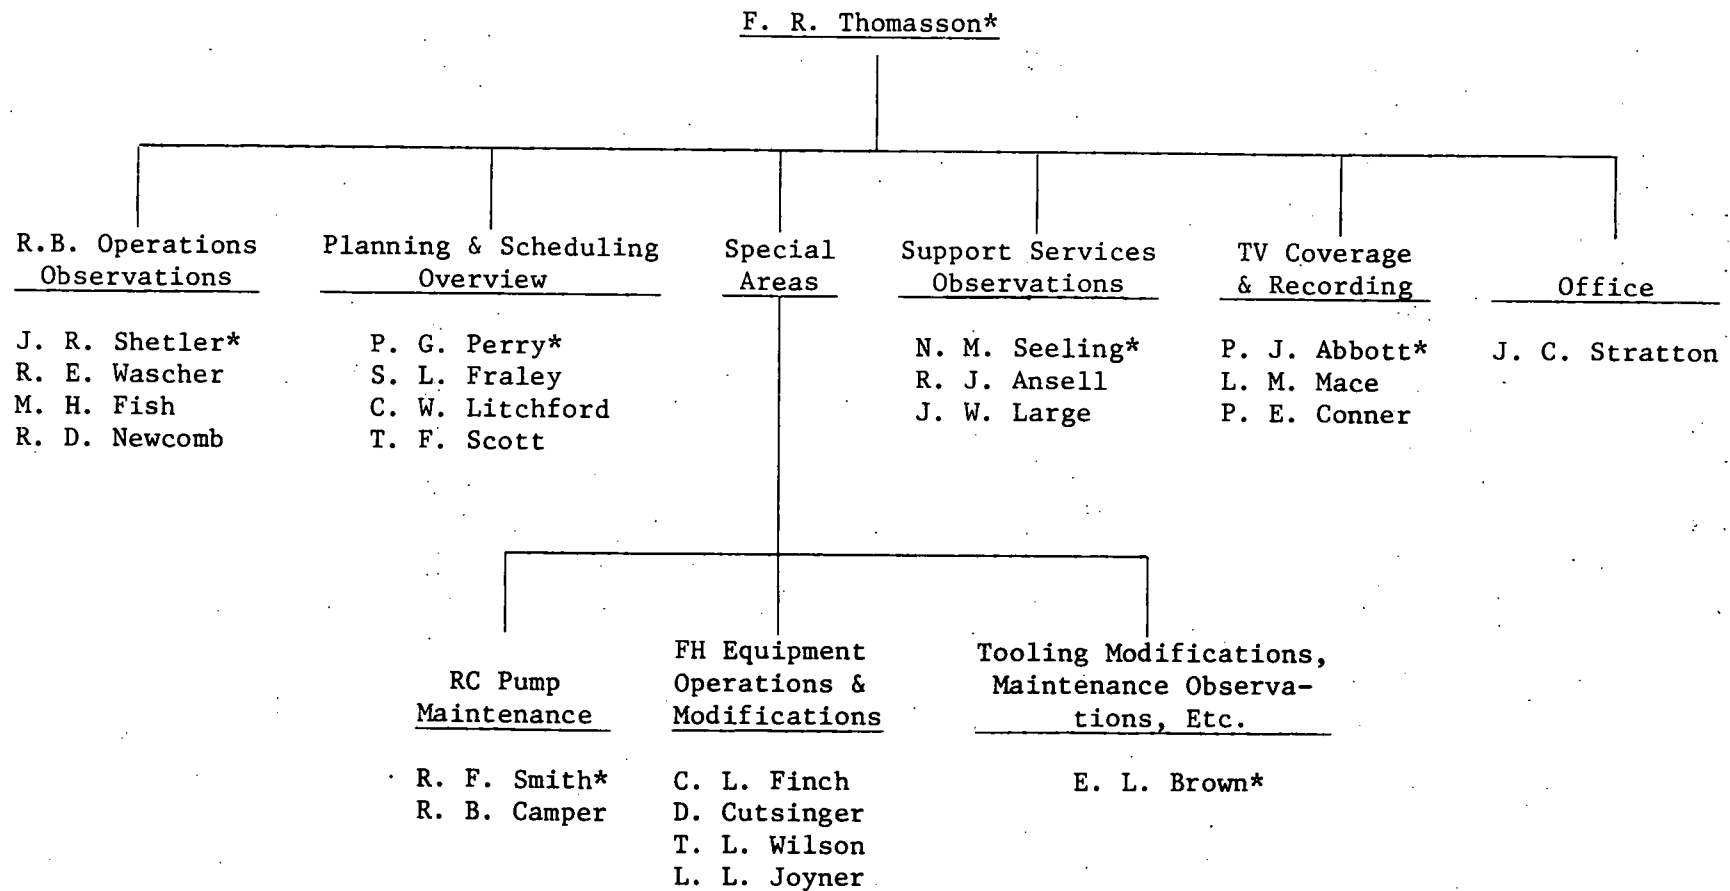 F. R. Thomasson*
R.B. Operations
Observations
J. R. Shetler*
R. E. Wascher
M. H. Fish
R. D. Newcomb
Planning & Scheduling
Overview
P. G. Perry*
S. L. Fraley
C. W. Litchford
T. F. Scott
Special
Areas
Support Services
Observations
N. M. Seeling*
R. J. Ansell
J. W. Large
TV Coverage
& Recording
P. J. Abbott*
L. M. Mace
P. E. Conner
Office
J. C. Stratton
RC Pump
Maintenance
R. F. Smith*
R. B. Camper
FH Equipment
Operations &
Modifications
C. L. Finch
D. Cutsinger
T. L. Wilson
L. L. Joyner
Tooling Modifications,
Maintenance Observa-
tions, Etc.
E. L. Brown*